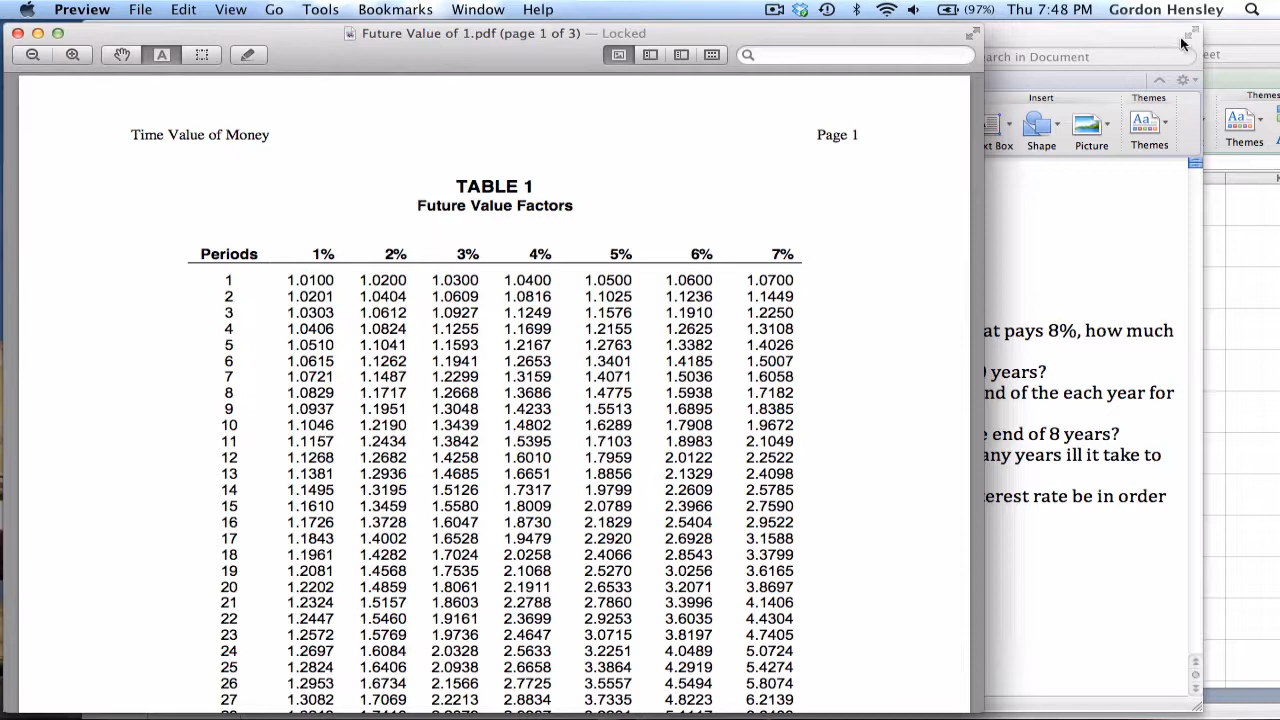 Preview File Edit View Go Tools Bookmarks Window Help (97%) Thu 7:48 PM Gordon Hensley
Future Value of 1.pdf (page 1 of 3) — Locked
A
arch in Document
eet
Time Value of Money Page 1
TABLE 1
Future Value Factors
Periods 1% 2% 3% 4% 5% 6% 7%
1 1.0100 1.0200 1.0300 1.0400 1.0500 1.0600 1.0700
2 1.0201 1.0404 1.0609 1.0816 1.1025 1.1236 1.1449
3 1.0303 1.0612 1.0927 1.1249 1.1576 1.1910 1.2250
4 1.0406 1.0824 1.1255 1.1699 1.2155 1.2625 1.3108
5 1.0510 1.1041 1.1593 1.2167 1.2763 1.3382 1.4026
6 1.0615 1.1262 1.1941 1.2653 1.3401 1.4185 1.5007
7 1.0721 1.1487 1.2299 1.3159 1.4071 1.5036 1.6058
8 1.0829 1.1717 1.2668 1.3686 1.4775 1.5938 1.7182
9 1.0937 1.1951 1.3048 1.4233 1.5513 1.6895 1.8385
10 1.1046 1.2190 1.3439 1.4802 1.6289 1.7908 1.9672
11 1.1157 1.2434 1.3842 1.5395 1.7103 1.8983 2.1049
12 1.1268 1.2682 1.4258 1.6010 1.7959 2.0122 2.2522
13 1.1381 1.2936 1.4685 1.6651 1.8856 2.1329 2.4098
14 1.1495 1.3195 1.5126 1.7317 1.9799 2.2609 2.5785
15 1.1610 1.3459 1.5580 1.8009 2.0789 2.3966 2.7590
16 1.1726 1.3728 1.6047 1.8730 2.1829 2.5404 2.9522
17 1.1843 1.4002 1.6528 1.9479 2.2920 2.6928 3.1588
18 1.1961 1.4282 1.7024 2.0258 2.4066 2.8543 3.3799
19 1.2081 1.4568 1.7535 2.1068 2.5270 3.0256 3.6165
20 1.2202 1.4859 1.8061 2.1911 2.6533 3.2071 3.8697
21 1.2324 1.5157 1.8603 2.2788 2.7860 3.3996 4.1406
22 1.2447 1.5460 1.9161 2.3699 2.9253 3.6035 4.4304
23 1.2572 1.5769 1.9736 2.4647 3.0715 3.8197 4.7405
24 1.2697 1.6084 2.0328 2.5633 3.2251 4.0489 5.0724
25 1.2824 1.6406 2.0938 2.6658 3.3864 4.2919 5.4274
26 1.2953 1.6734 2.1566 2.7725 3.5557 4.5494 5.8074
27 1.3082 1.7069 2.2213 2.8834 3.7335 4.8223 6.2139
Insert Themes Themes
Aa Aa
xt Box Shape Picture Themes Themes
at pays 8%, how much
years?
nd of the each year for
e end of 8 years?
any years ill it take to
terest rate be in order